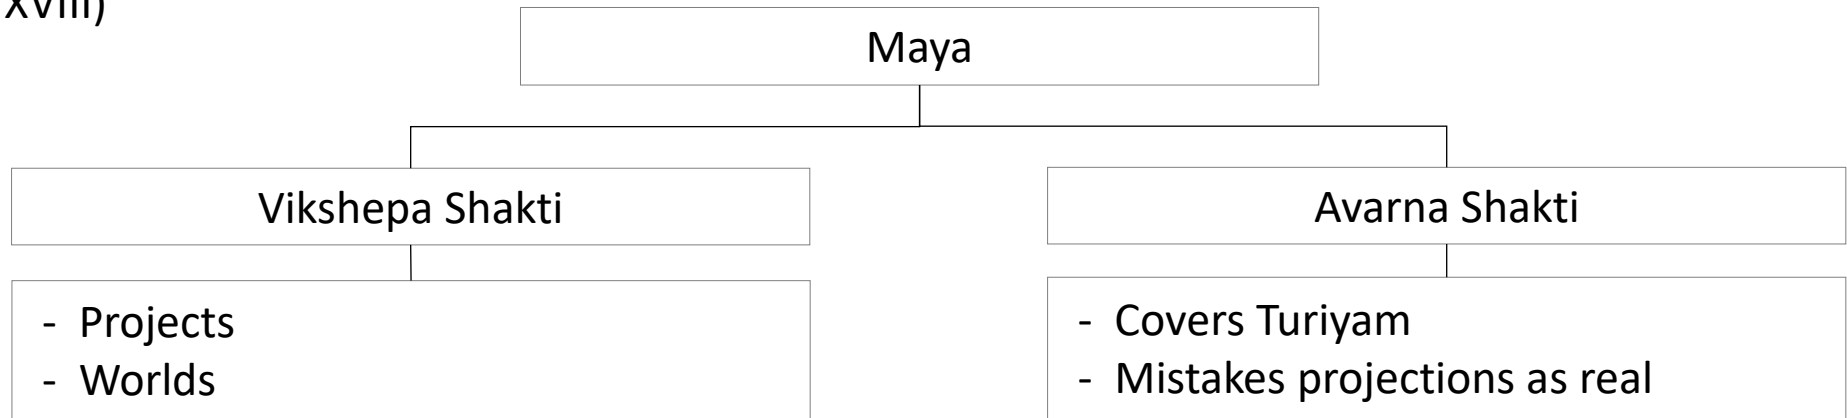 XVIII)
Maya
Vikshepa Shakti
Avarna Shakti
- Projects
- Worlds
- Covers Turiyam
- Mistakes projections as real